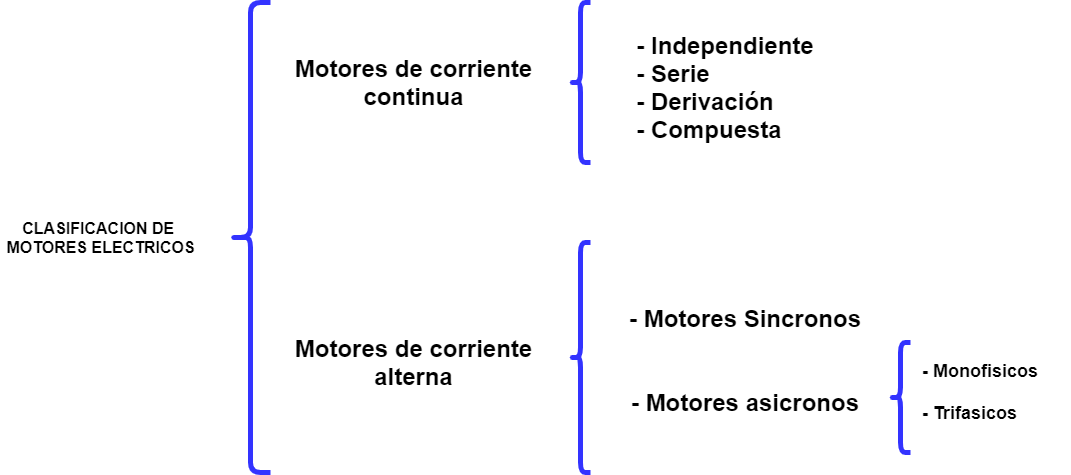 CLASIFICACION DE
MOTORES ELECTRICOS
Motores de corriente
continua
- Independiente
- Serie
- Derivación
- Compuesta
Motores de corriente
alterna
- Motores Sincronos
- Motores asicronos
- Monofisicos
- Trifasicos